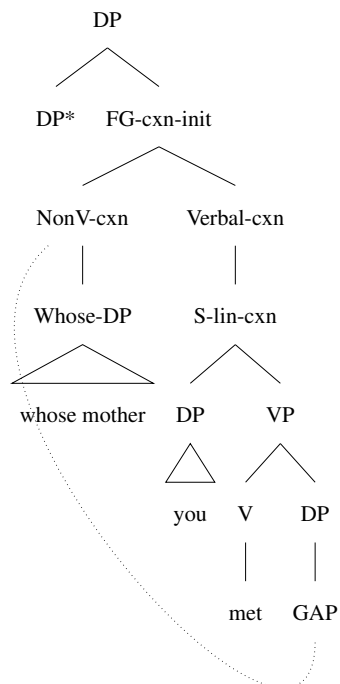 DP
DP* FG-cxn-init
NonV-cxn Verbal-cxn
Whose-DP S-lin-cxn
whose mother DP VP
you V DP
met GAP